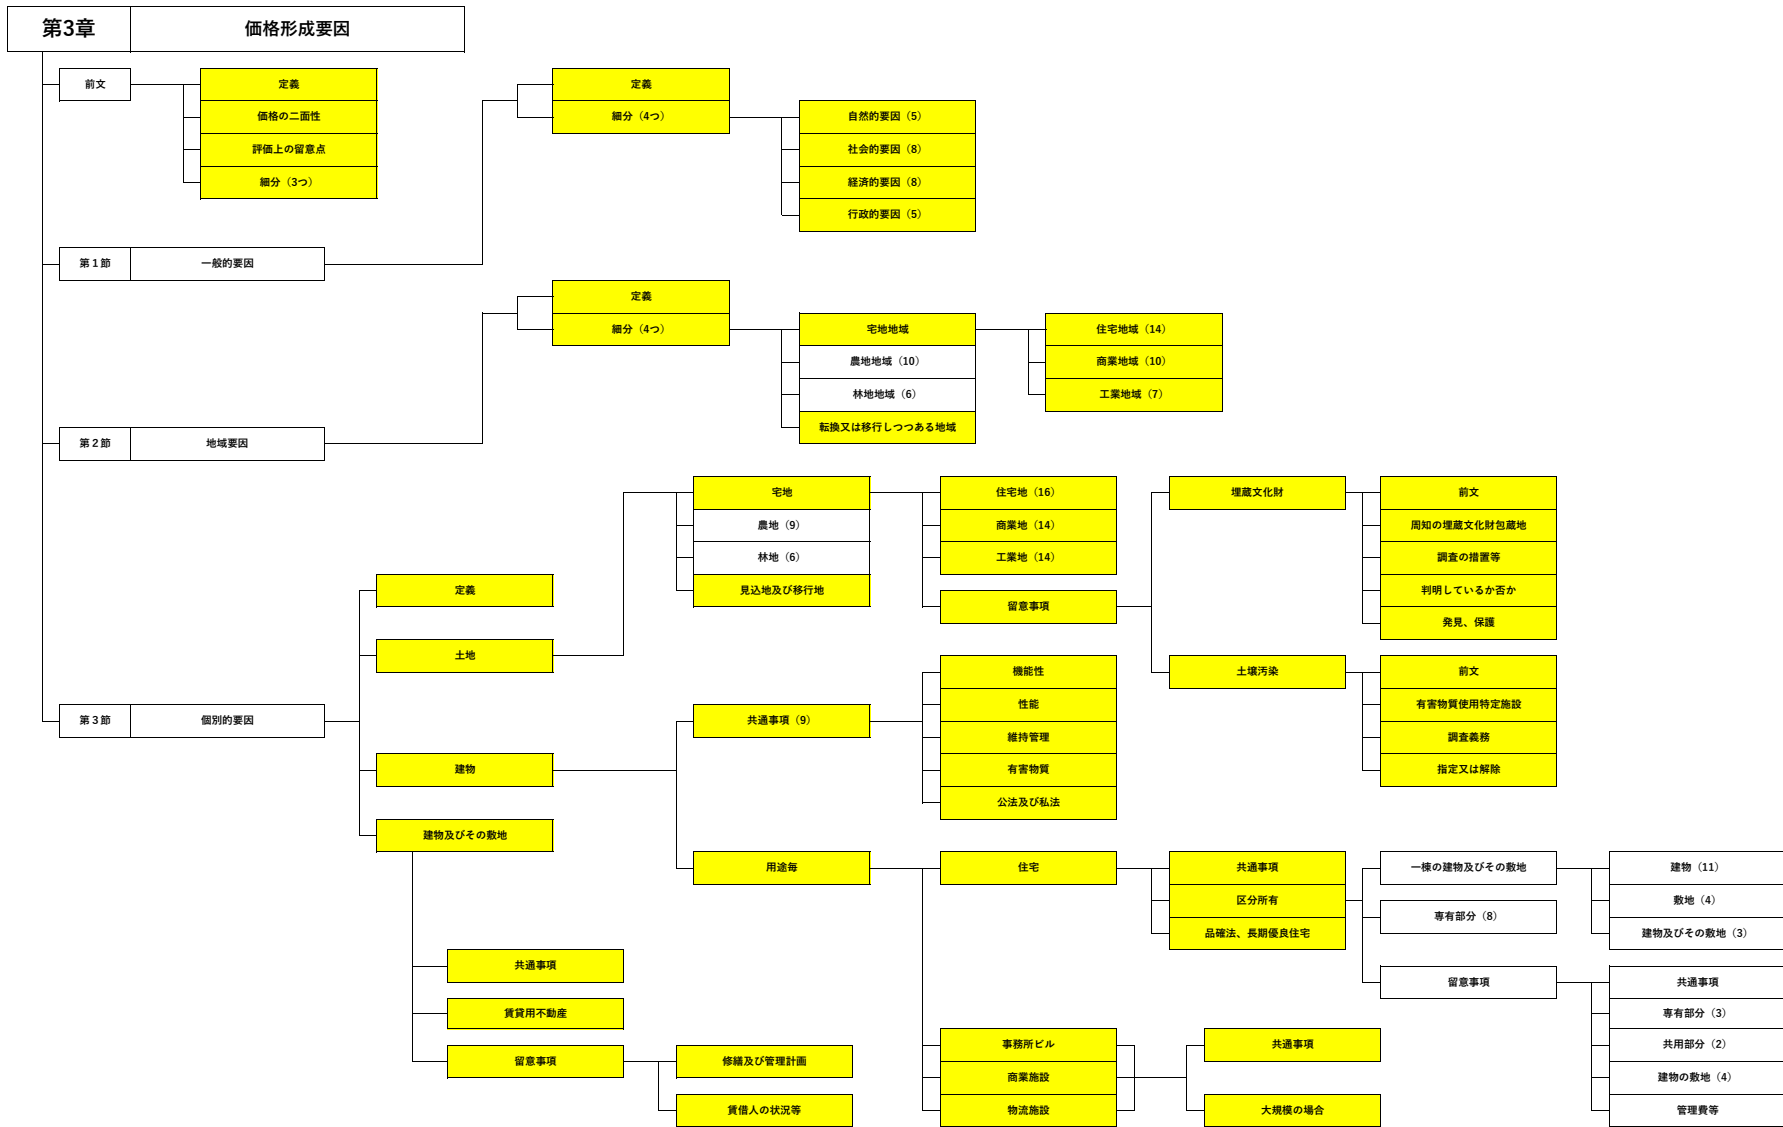 第3章 価格形成要因
前文
定義
価格の二面性
評価上の留意点
細分（3つ）
第１節 一般的要因
定義
細分（4つ）
自然的要因（5）
社会的要因（8）
経済的要因（8）
行政的要因（5）
第２節 地域要因
定義
細分（4つ）
宅地地域
農地地域（10）
林地地域（6）
転換又は移行しつつある地域
住宅地域（14）
商業地域（10）
工業地域（7）
第３節 個別的要因
定義
土地
建物
建物及びその敷地
宅地
農地（9）
林地（6）
見込地及び移行地
住宅地（16）
商業地（14）
工業地（14）
留意事項
埋蔵文化財
前文
周知の埋蔵文化財包蔵地
調査の措置等
判明しているか否か
発見、保護
土壌汚染
前文
有害物質使用特定施設
調査義務
指定又は解除
共通事項（9）
機能性
性能
維持管理
有害物質
公法及び私法
用途毎
住宅
共通事項
区分所有
品確法、長期優良住宅
一棟の建物及びその敷地
専有部分（8）
留意事項
建物（11）
敷地（4）
建物及びその敷地（3）
共通事項
専有部分（3）
共用部分（2）
建物の敷地（4）
管理費等
事務所ビル
商業施設
物流施設
共通事項
大規模の場合
共通事項
賃貸用不動産
留意事項
修繕及び管理計画
賃借人の状況等